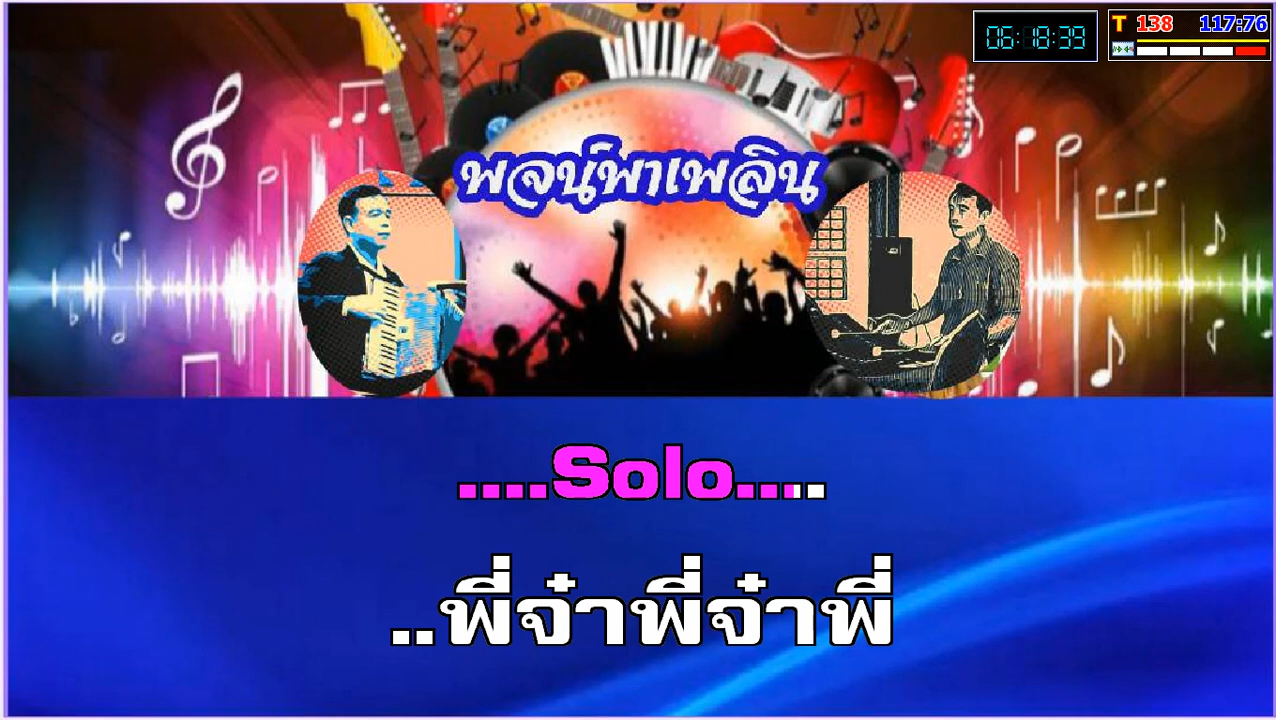 06:18:39
T 138 117:76
พจน์พาเพลิน
....Solo....
..พี่จ๋าพี่จ๋าพี่